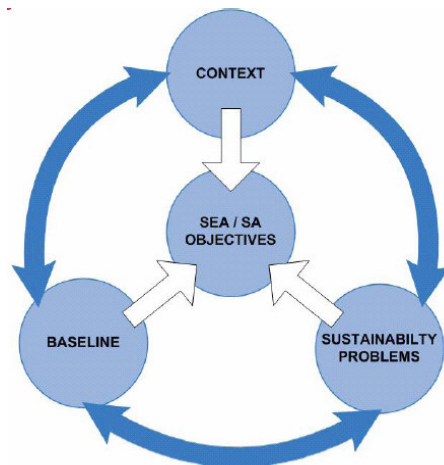 CONTEXT
SEA / SA
OBJECTIVES
BASELINE
SUSTAINABILTY
PROBLEMS